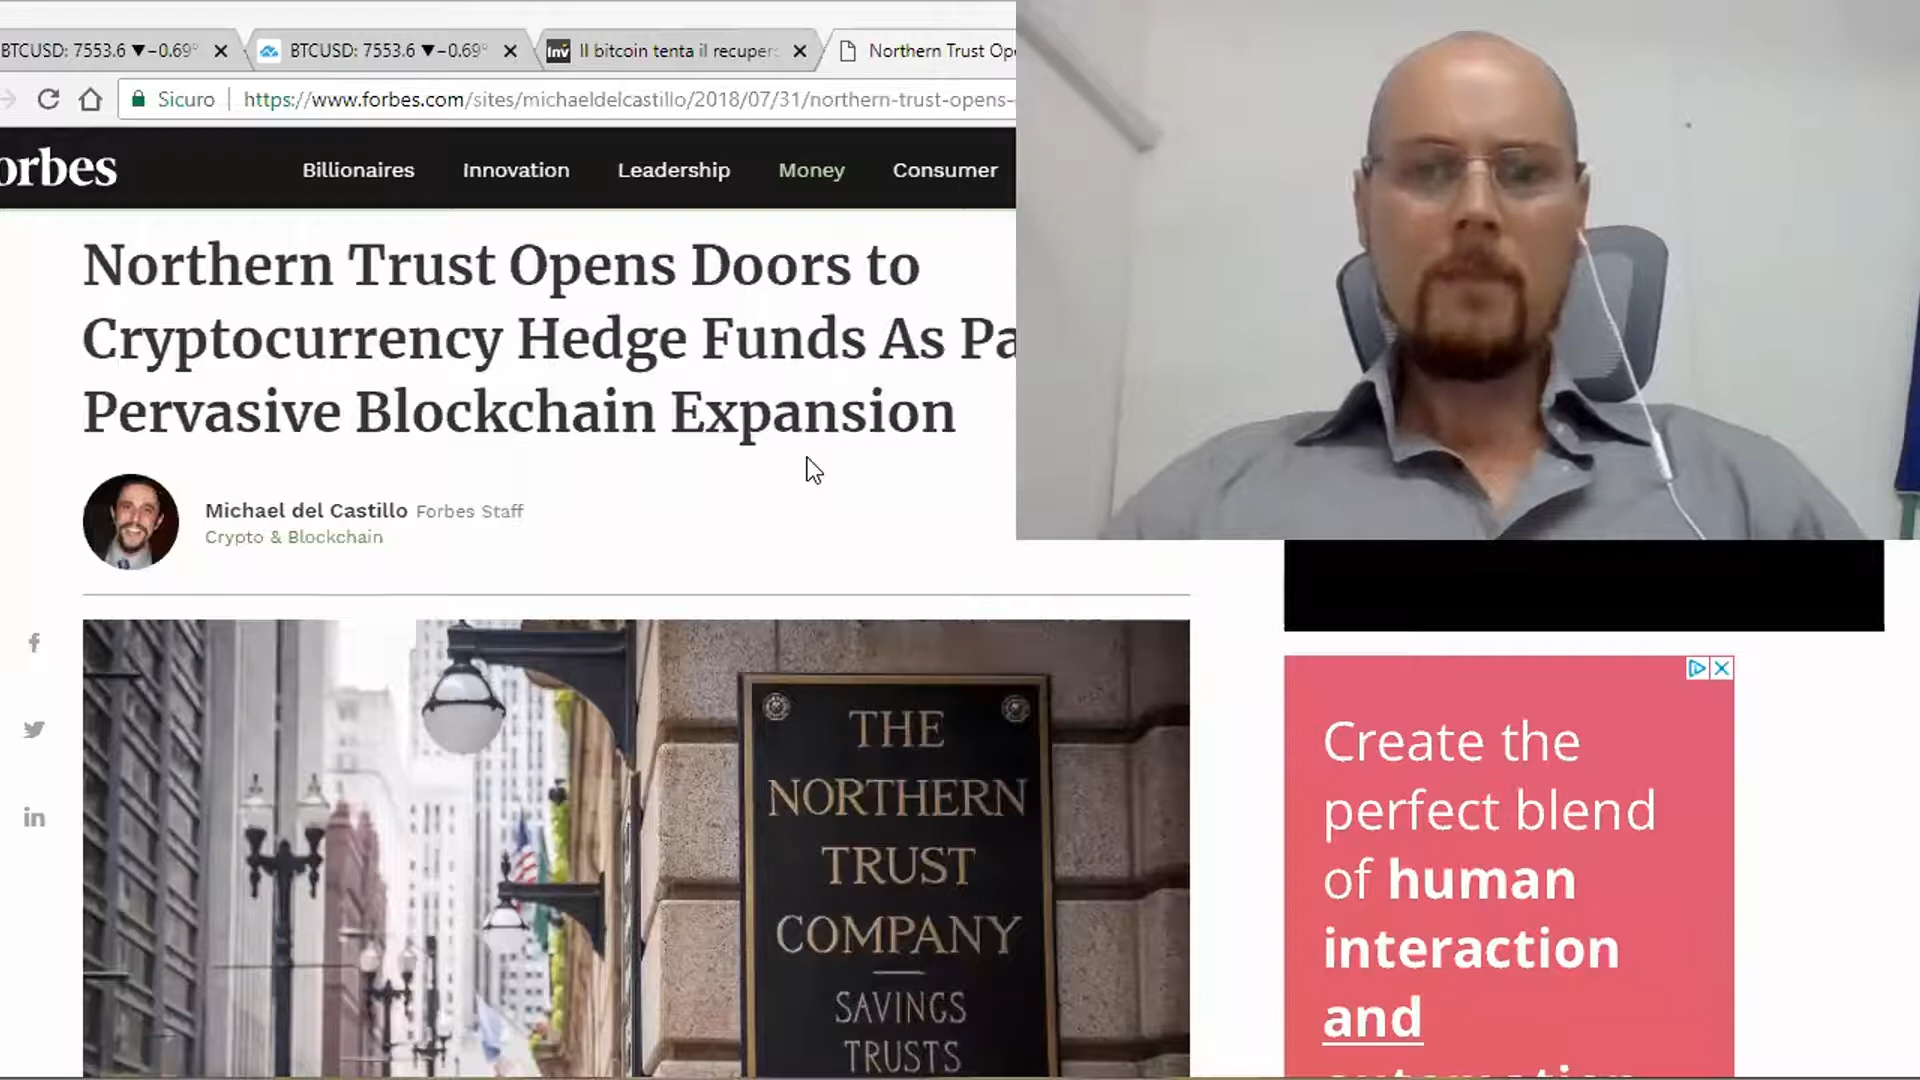 BTCUSD: 7553.6 ▼−0.69%
BTCUSD: 7553.6 ▼−0.69%
Inv Il bitcoin tenta il recuper
Northern Trust Ope
Sicuro https://www.forbes.com/sites/michaeldelcastillo/2018/07/31/northern-trust-opens-
orbes
Billionaires Innovation Leadership Money Consumer
Northern Trust Opens Doors to
Cryptocurrency Hedge Funds As Pa
Pervasive Blockchain Expansion
Michael del Castillo Forbes Staff
Crypto & Blockchain
THE
NORTHERN
TRUST
COMPANY
SAVINGS
TRUSTS
Create the
perfect blend
of human
interaction
and